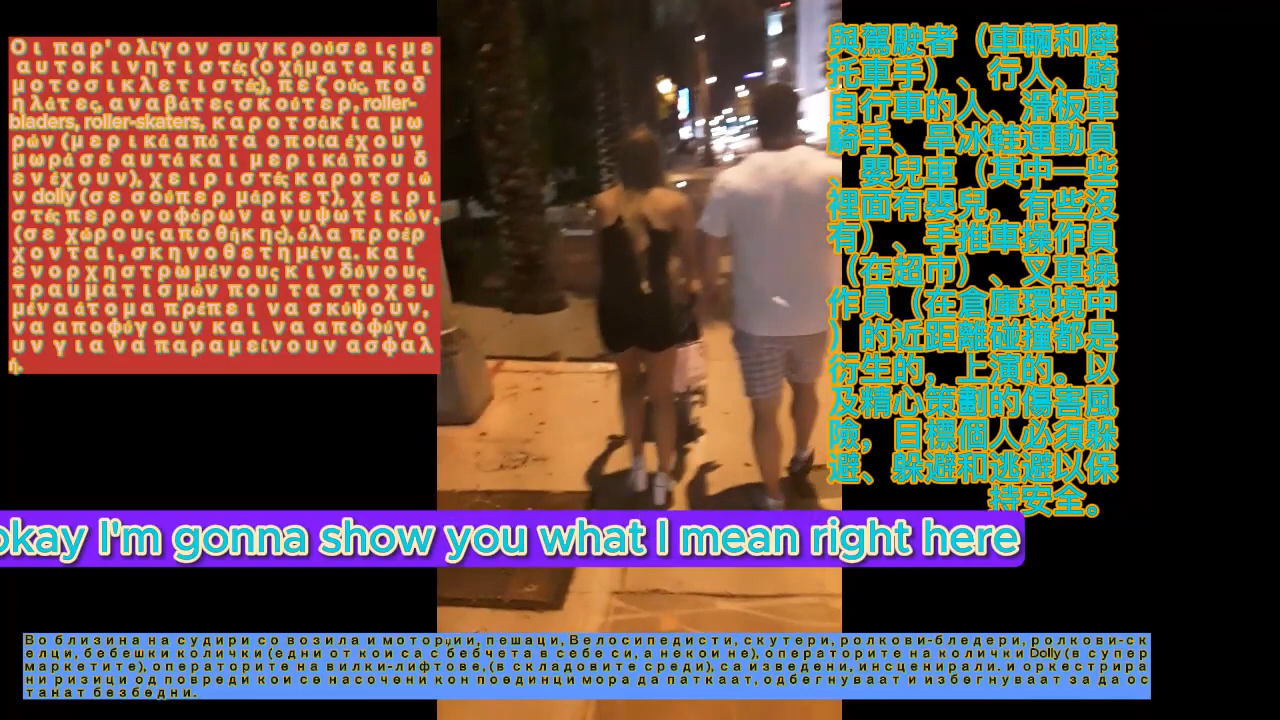 Οι παρ' ολίγον συγκρούσεις με
αυτοκινητιστές (οχήματα και
μοτοσικλετιστές), πεζούς, ποδ
ηλάτες, αναβάτες σκούτερ, roller-
bladers, roller-skaters, καροτσάκια μω
ρών (μερικά από τα οποία έχουν
μωρά σε αυτά και μερικά που δ
εν έχουν), χειριστές καροτσιώ
ν dolly (σε σούπερ μάρκετ), χειρι
στές περονοφόρων ανυψωτικών,
(σε χώρους αποθήκης), όλα προέρ
χονται, σκηνοθετημένα. και
ενορχηστρωμένους κινδύνους
τραυματισμών που τα στοχευ
μένα άτομα πρέπει να σκύψουν,
να αποφύγουν και να αποφύγο
υν για να παραμείνουν ασφαλ
ή.
與駕駛者（車輛和摩
托車手）、行人、騎
自行車的人、滑板車
騎手、旱冰鞋運動員
、嬰兒車（其中一些
裡面有嬰兒，有些沒
有）、手推車操作員
（在超市）、叉車操
作員（在倉庫環境中
）的近距離碰撞都是
衍生的，上演的。以
及精心策劃的傷害風
險，目標個人必須躲
避、躲避和逃避以保
持安全。
okay I'm gonna show you what I mean right here
Во близина на судири со возила и моторџии, пешаци, Велосипедисти, скутери, ролкови-бледери, ролкови-ск
елци, бебешки колички (едни от кои са с бебчета в себе си, а некои не), операторите на колички Dolly (в супер
маркетите), операторите на вилки-лифтове, (в складовите среди), са изведени, инсценирали. и оркестрира
ни ризици од повреди кои се насочени кон поединци мора да паткаат, одбегнуваат и избегнуваат за да ос
танат безбедни.